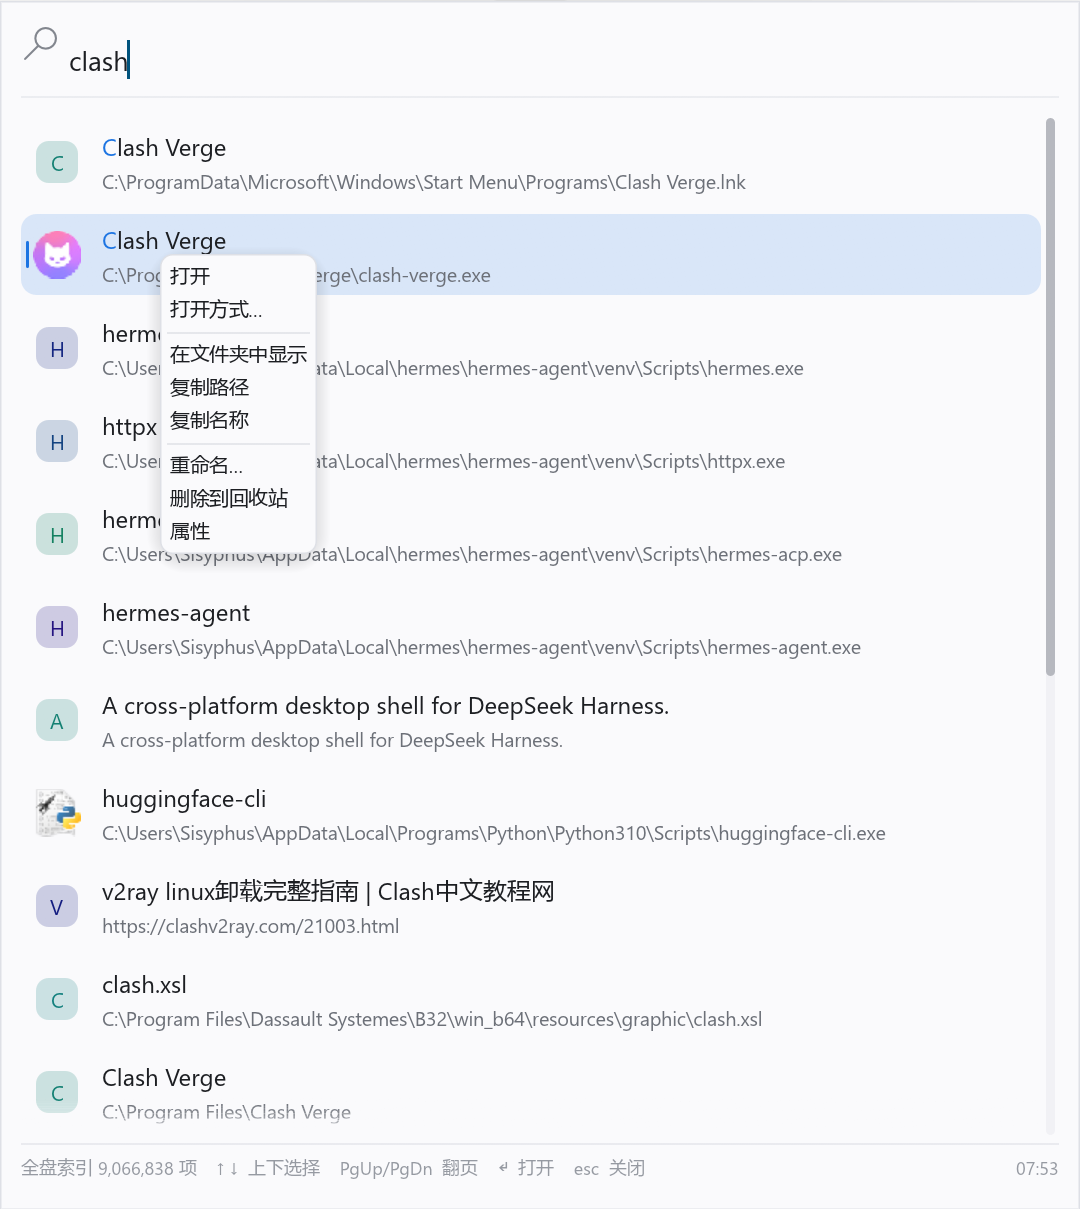 clash
C
Clash Verge
C:\ProgramData\Microsoft\Windows\Start Menu\Programs\Clash Verge.lnk
Clash Verge
C:\Prog
erge\clash-verge.exe
打开
打开方式...
在文件夹中显示
复制路径
复制名称
重命名...
删除到回收站
属性
H
herme
C:\User
ata\Local\hermes\hermes-agent\venv\Scripts\hermes.exe
H
httpx
C:\User
ata\Local\hermes\hermes-agent\venv\Scripts\httpx.exe
H
herme
C:\Users\Sisyphus\AppData\Local\hermes\hermes-agent\venv\Scripts\hermes-acp.exe
H
hermes-agent
C:\Users\Sisyphus\AppData\Local\hermes\hermes-agent\venv\Scripts\hermes-agent.exe
A
A cross-platform desktop shell for DeepSeek Harness.
A cross-platform desktop shell for DeepSeek Harness.
huggingface-cli
C:\Users\Sisyphus\AppData\Local\Programs\Python\Python310\Scripts\huggingface-cli.exe
V
v2ray linux卸载完整指南 | Clash中文教程网
https://clashv2ray.com/21003.html
C
clash.xsl
C:\Program Files\Dassault Systemes\B32\win_b64\resources\graphic\clash.xsl
C
Clash Verge
C:\Program Files\Clash Verge
全盘索引 9,066,838 项 ↑↓ 上下选择 PgUp/PgDn 翻页 ↵ 打开 esc 关闭 07:53